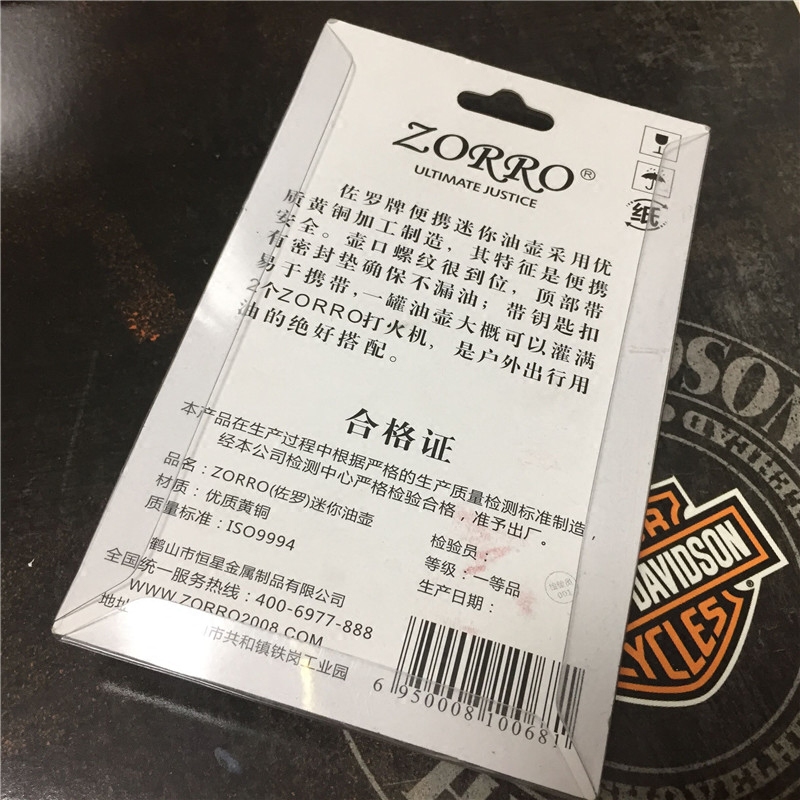 ZORRO®
ULTIMATE JUSTICE
纸
佐罗牌便携迷你油壶采用优
质黄铜加工制造，其特征是便携
安全。壶口螺纹很到位，顶部带
有密封垫确保不漏油；带钥匙扣
易于携带,一罐油壶大概可以灌满
2个ZORRO打火机，是户外出行用
油的绝好搭配。
合格证
本产品在生产过程中根据严格的生产质量检测标准制造，
经本公司检测中心严格检验合格，准予出厂。
品名：ZORRO(佐罗)迷你油壶
材质：优质黄铜
质量标准：ISO9994
检验员：
等级：一等品
生产日期：
检验员
001
鹤山市恒星金属制品有限公司
全国统一服务热线：400-6977-888
WWW.ZORRO2008.COM
地址 市共和镇铁岗工业园
6 950008 100681
DAVIDSON
CYCLES